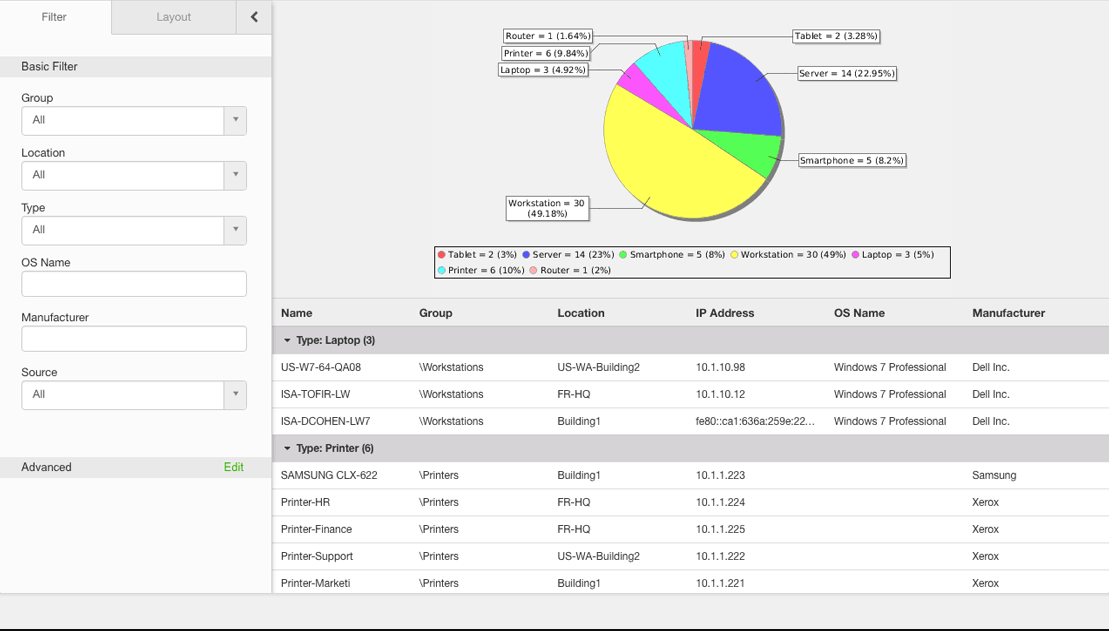 Filter
Layout
Basic Filter
Group
All
Location
All
Type
All
OS Name
Manufacturer
Source
All
Advanced Edit
Router = 1 (1.64%)
Printer = 6 (9.84%)
Laptop = 3 (4.92%)
Tablet = 2 (3.28%)
Server = 14 (22.95%)
Smartphone = 5 (8.2%)
Workstation = 30
(49.18%)
Tablet = 2 (3%) Server = 14 (23%) Smartphone = 5 (8%) Workstation = 30 (49%) Laptop = 3 (5%)
Printer = 6 (10%) Router = 1 (2%)
Name Group Location IP Address OS Name Manufacturer
Type: Laptop (3)
US-W7-64-QA08 \Workstations US-WA-Building2 10.1.10.98 Windows 7 Professional Dell Inc.
ISA-TOFIR-LW \Workstations FR-HQ 10.1.10.12 Windows 7 Professional Dell Inc.
ISA-DCOHEN-LW7 \Workstations Building1 fe80::ca1:636a:259e:22... Windows 7 Professional Dell Inc.
Type: Printer (6)
SAMSUNG CLX-622 \Printers Building1 10.1.1.223 Samsung
Printer-HR \Printers FR-HQ 10.1.1.224 Xerox
Printer-Finance \Printers FR-HQ 10.1.1.225 Xerox
Printer-Support \Printers US-WA-Building2 10.1.1.222 Xerox
Printer-Marketi \Printers Building1 10.1.1.221 Xerox